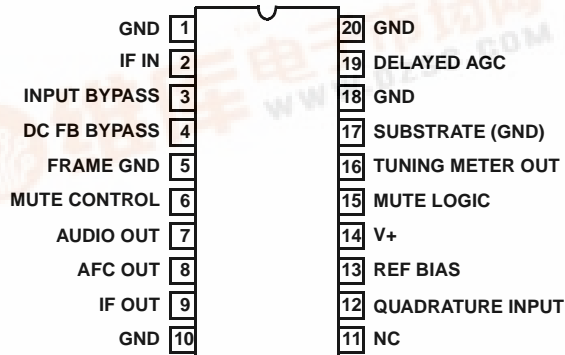 GND 1
IF IN 2
INPUT BYPASS 3
DC FB BYPASS 4
FRAME GND 5
MUTE CONTROL 6
AUDIO OUT 7
AFC OUT 8
IF OUT 9
GND 10
20 GND
19 DELAYED AGC
18 GND
17 SUBSTRATE (GND)
16 TUNING METER OUT
15 MUTE LOGIC
14 V+
13 REF BIAS
12 QUADRATURE INPUT
11 NC